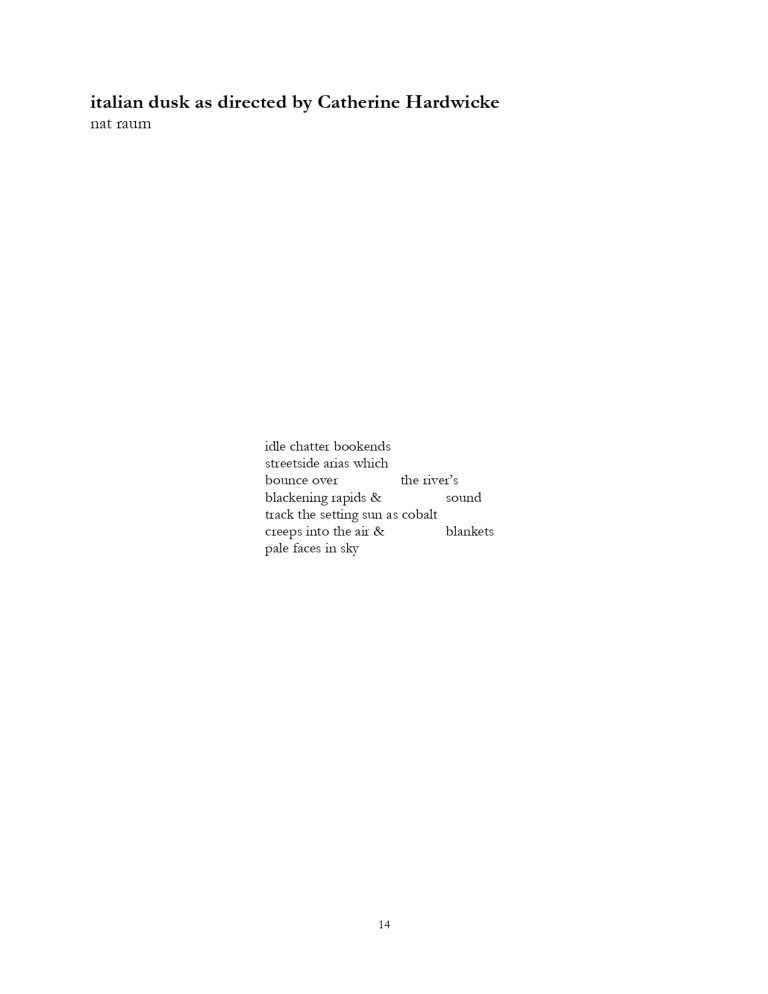 italian dusk as directed by Catherine Hardwicke
nat raum
idle chatter bookends
streetside arias which
bounce over the river's
blackening rapids & sound
track the setting sun as cobalt
creeps into the air & blankets
pale faces in sky
14